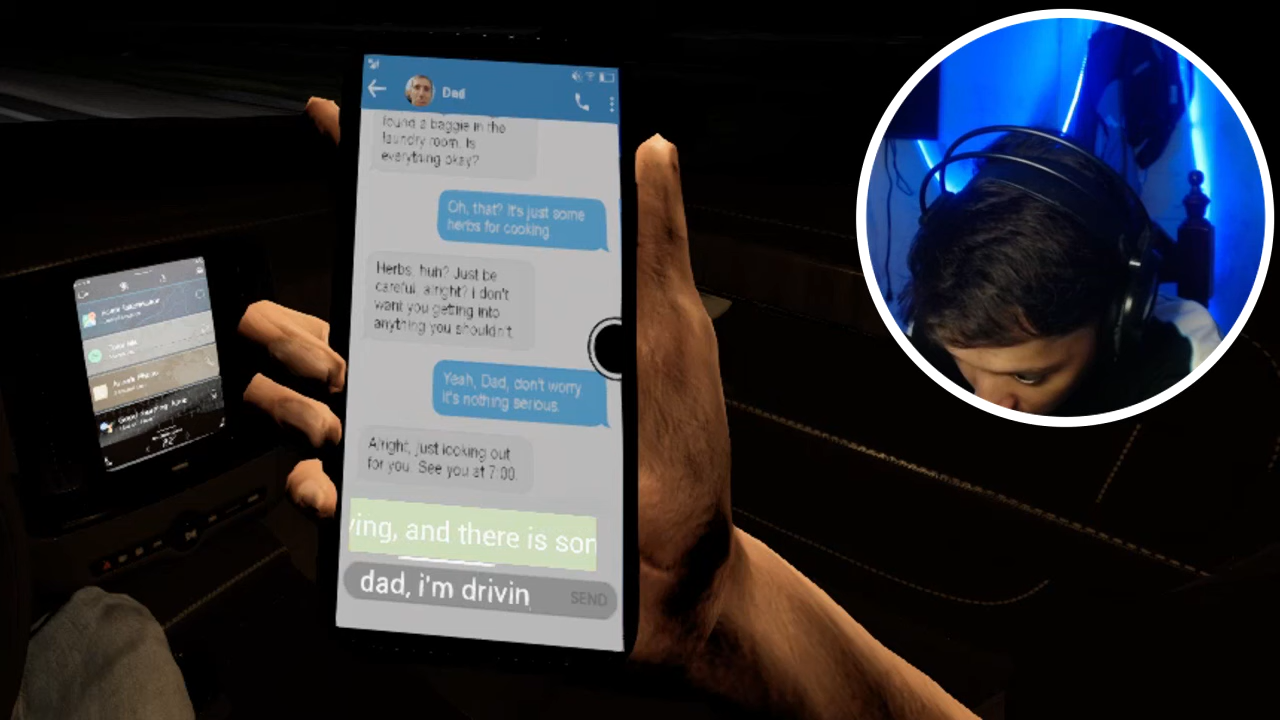 Dad
found a baggie in the
laundry room. Is
everything okay?
Oh, that? It's just some
herbs for cooking.
Herbs, huh? Just be
careful, alright? I don't
want you getting into
anything you shouldn't.
Yeah, Dad, don't worry.
It's nothing serious.
Alright, just looking out
for you. See you at 7:00.
ying, and there is sor
dad, i'm drivin
SEND